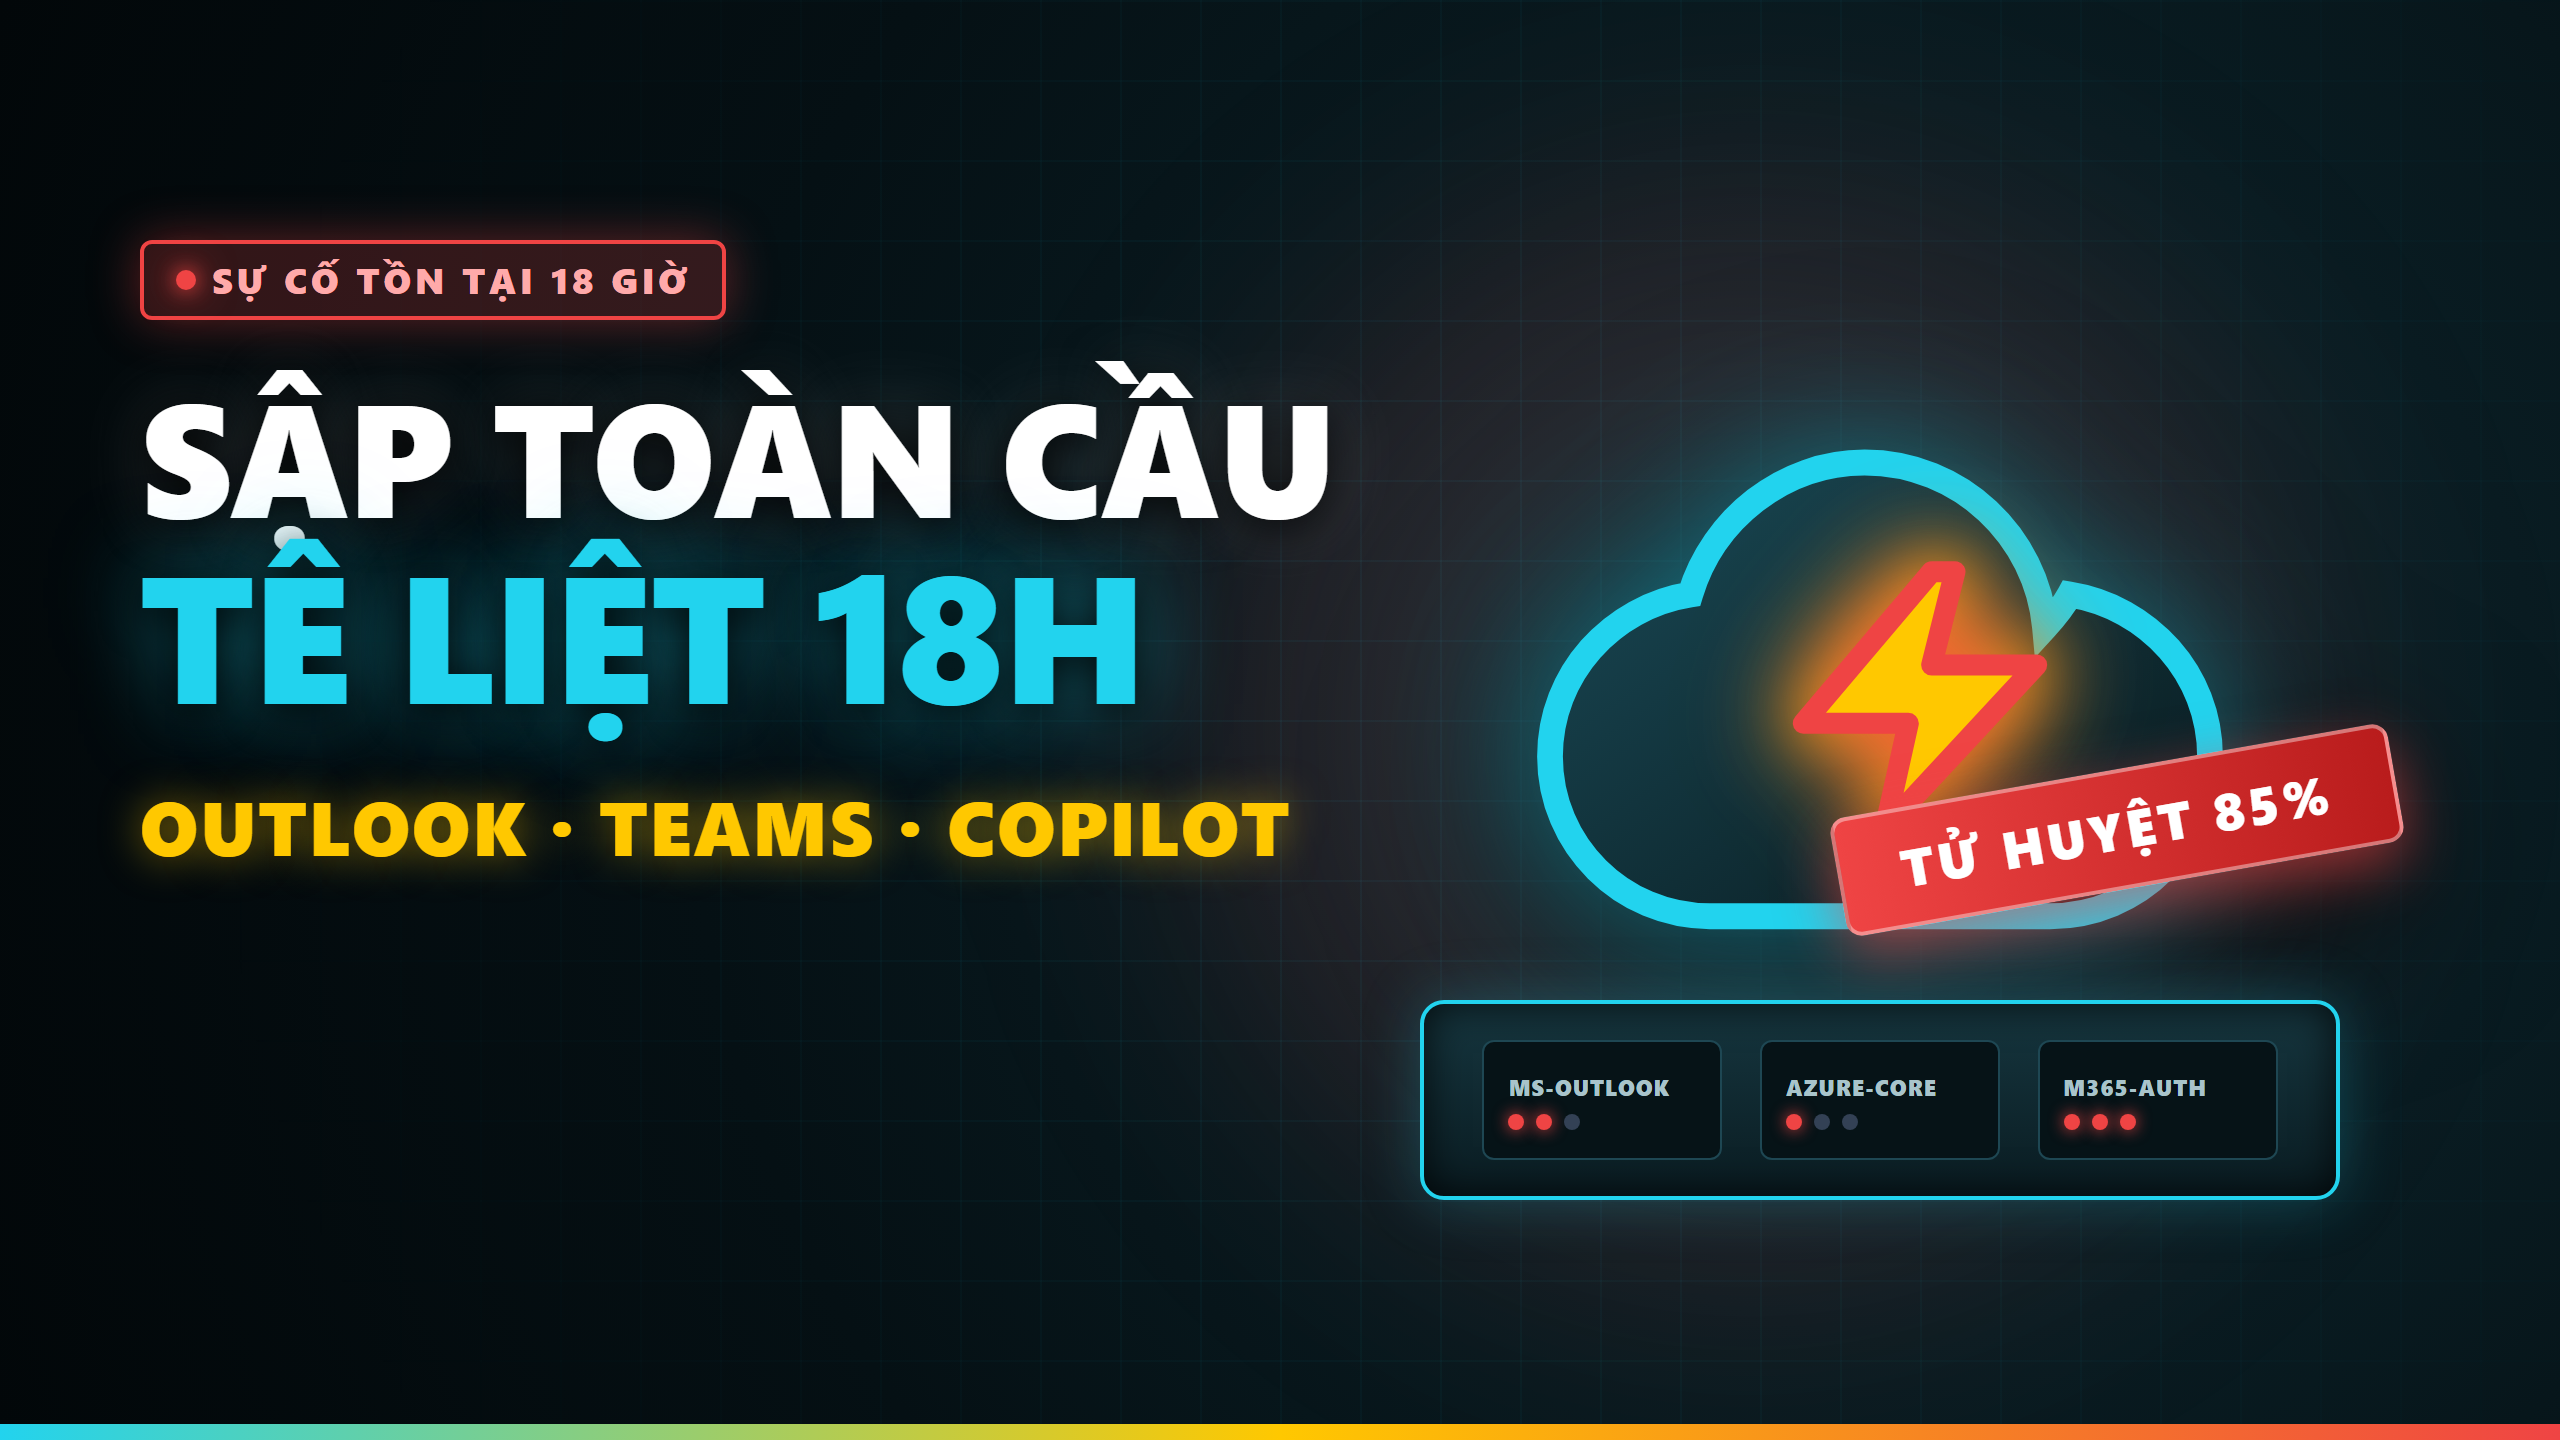 SỰ CỐ TỒN TẠI 18 GIỜ
SẬP TOÀN CẦU
TÊ LIỆT 18H
OUTLOOK • TEAMS • COPILOT
TỬ HUYỆT 85%
MS-OUTLOOK
AZURE-CORE
M365-AUTH